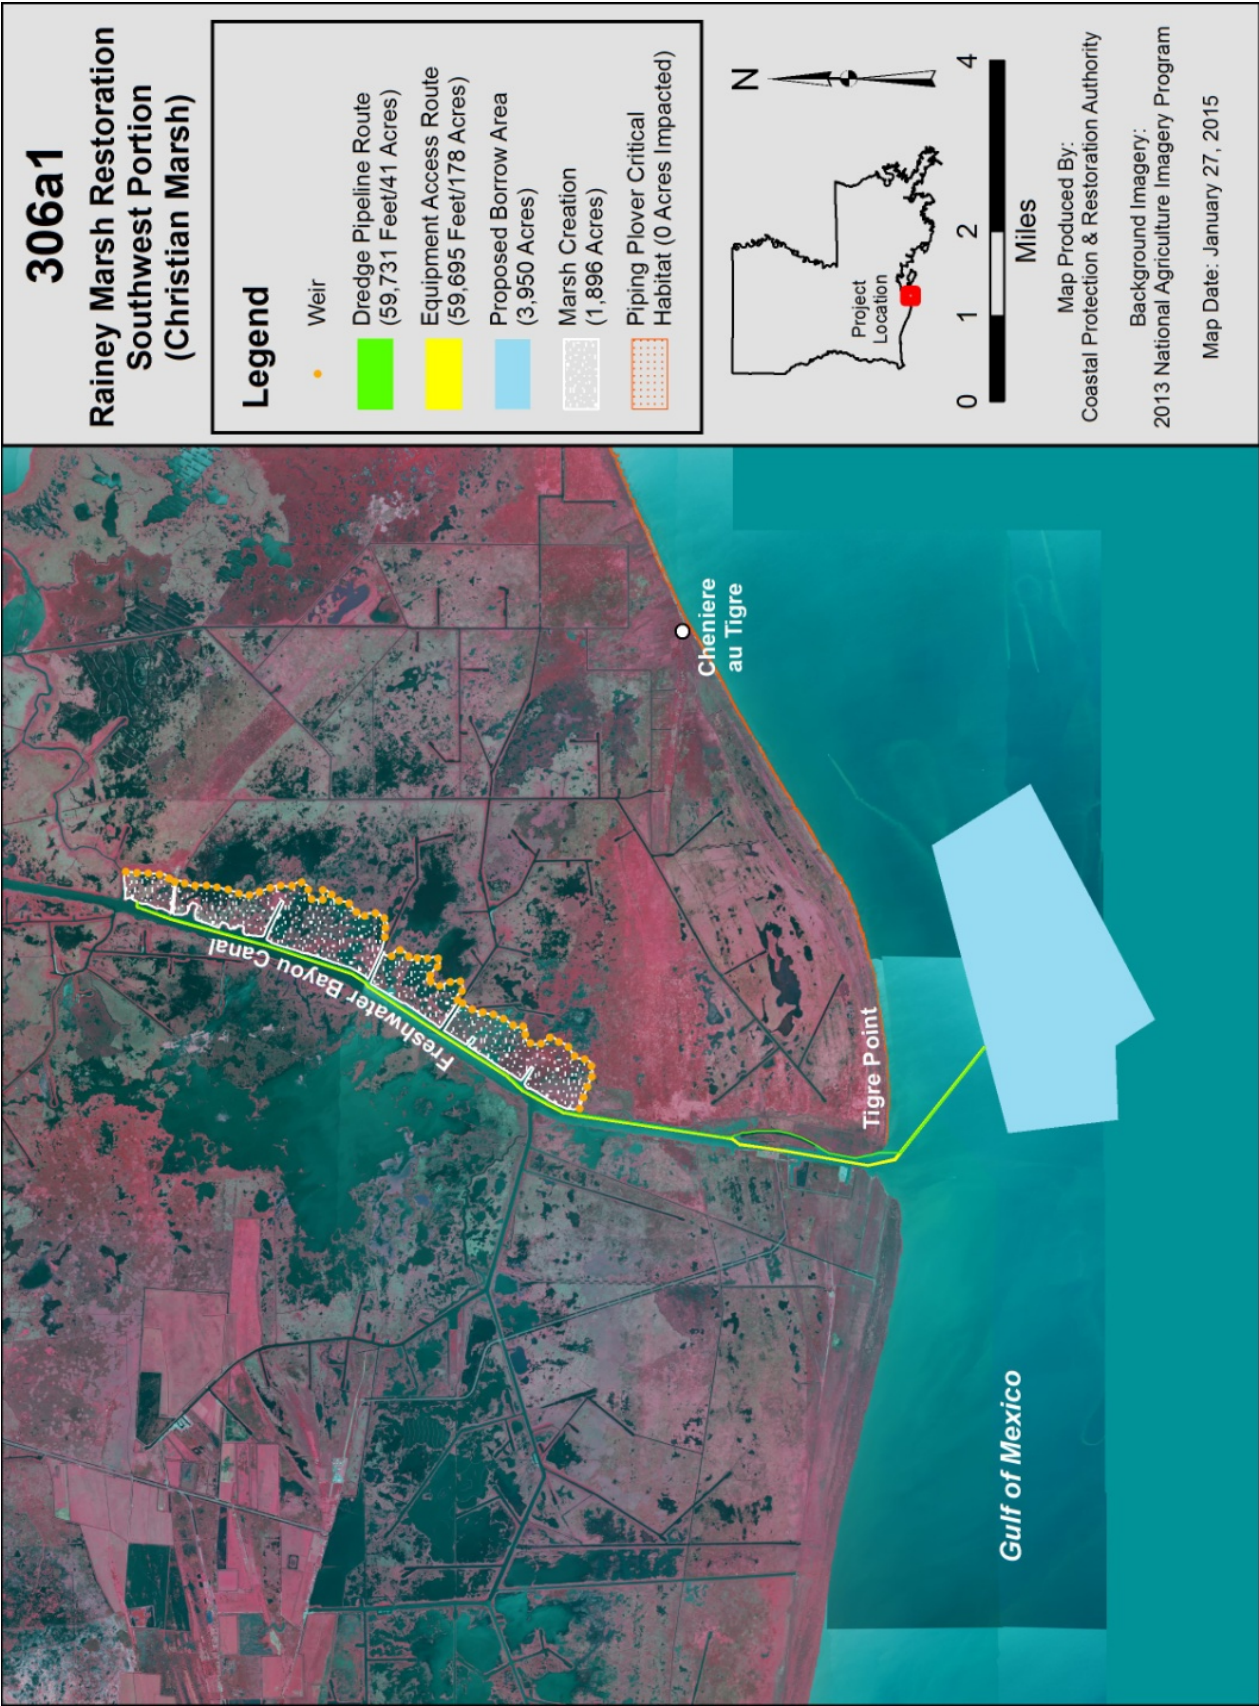 306a1
Rainey Marsh Restoration
Southwest Portion
(Christian Marsh)
Legend
Weir
Dredge Pipeline Route
(59,731 Feet/41 Acres)
Equipment Access Route
(59,695 Feet/178 Acres)
Proposed Borrow Area
(3,950 Acres)
Marsh Creation
(1,896 Acres)
Piping Plover Critical
Habitat (0 Acres Impacted)
Project
Location
N
0 1 2 4
Miles
Map Produced By:
Coastal Protection & Restoration Authority
Background Imagery:
2013 National Agriculture Imagery Program
Map Date: January 27, 2015
Freshwater Bayou Canal
Cheniere
au Tigre
Tigre Point
Gulf of Mexico